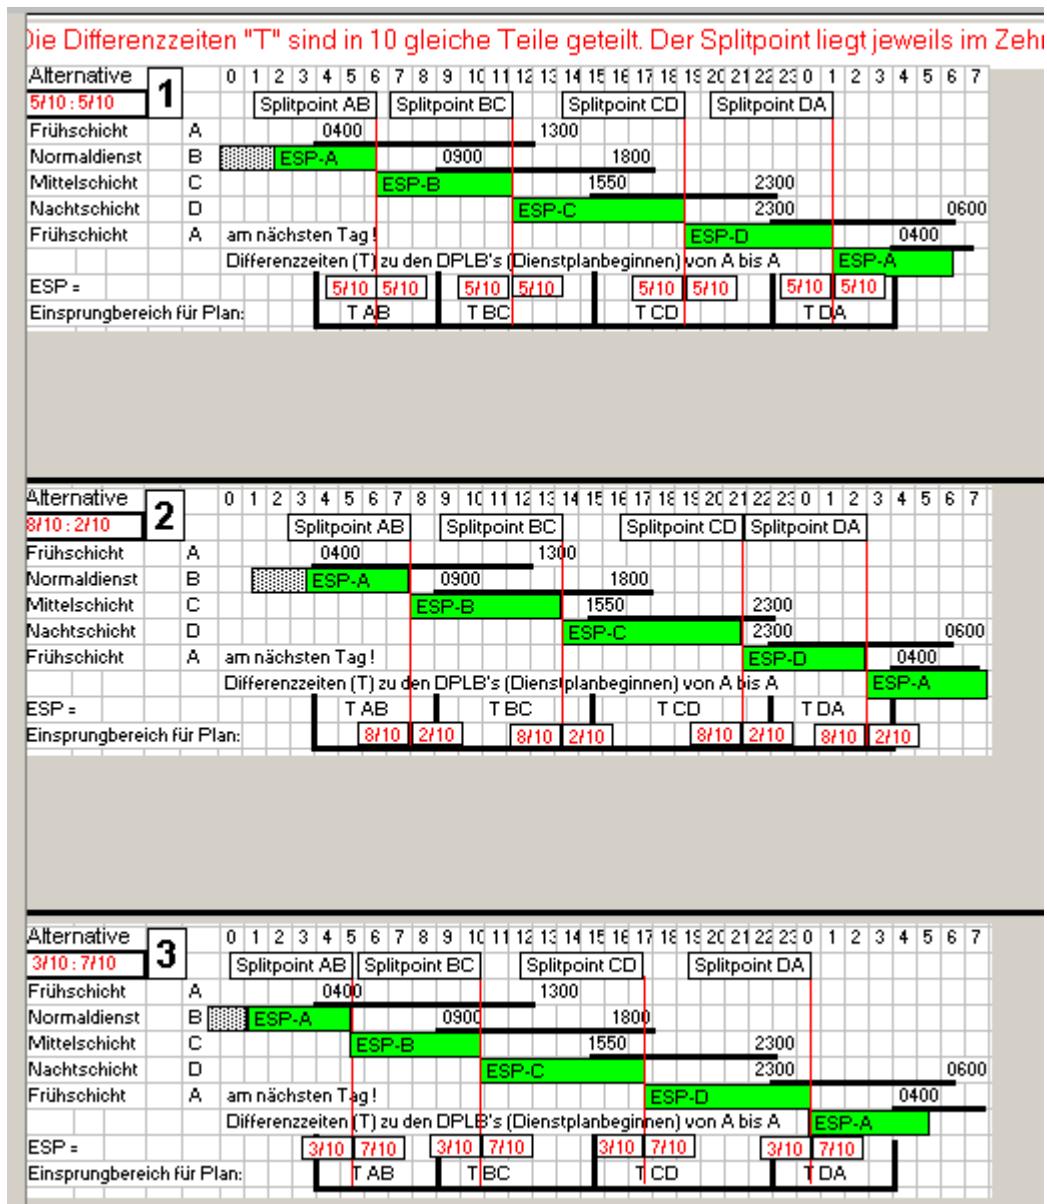 Die Differenzzeiten "T" sind in 10 gleiche Teile geteilt. Der Splitpoint liegt jeweils im Zehn
Alternative 1 0 1 2 3 4 5 6 7 8 9 10 11 12 13 14 15 16 17 18 19 20 21 22 23 0 1 2 3 4 5 6 7
5/10 : 5/10 Splitpoint AB Splitpoint BC Splitpoint CD Splitpoint DA
Frühschicht A 0400 1300
Normaldienst B ESP-A 0900 1800
Mittelschicht C ESP-B 1550 2300
Nachtschicht D ESP-C 2300 0600
Frühschicht A am nächsten Tag! ESP-D 0400
Differenzzeiten (T) zu den DPLB's (Dienstplanbeginnen) von A bis A ESP-A
ESP = 5/10 5/10 5/10 5/10 5/10 5/10 5/10 5/10
Einsprungbereich für Plan: T AB T BC T CD T DA
Alternative 2 0 1 2 3 4 5 6 7 8 9 10 11 12 13 14 15 16 17 18 19 20 21 22 23 0 1 2 3 4 5 6 7
8/10 : 2/10 Splitpoint AB Splitpoint BC Splitpoint CD Splitpoint DA
Frühschicht A 0400 1300
Normaldienst B ESP-A 0900 1800
Mittelschicht C ESP-B 1550 2300
Nachtschicht D ESP-C 2300 0600
Frühschicht A am nächsten Tag! ESP-D 0400
Differenzzeiten (T) zu den DPLB's (Dienstplanbeginnen) von A bis A ESP-A
ESP = T AB T BC T CD T DA
Einsprungbereich für Plan: 8/10 2/10 8/10 2/10 8/10 2/10 8/10 2/10
Alternative 3 0 1 2 3 4 5 6 7 8 9 10 11 12 13 14 15 16 17 18 19 20 21 22 23 0 1 2 3 4 5 6 7
3/10 : 7/10 Splitpoint AB Splitpoint BC Splitpoint CD Splitpoint DA
Frühschicht A 0400 1300
Normaldienst B ESP-A 0900 1800
Mittelschicht C ESP-B 1550 2300
Nachtschicht D ESP-C 2300 0600
Frühschicht A am nächsten Tag! ESP-D 0400
Differenzzeiten (T) zu den DPLB's (Dienstplanbeginnen) von A bis A ESP-A
ESP = 3/10 7/10 3/10 7/10 3/10 7/10 3/10 7/10
Einsprungbereich für Plan: T AB T BC T CD T DA